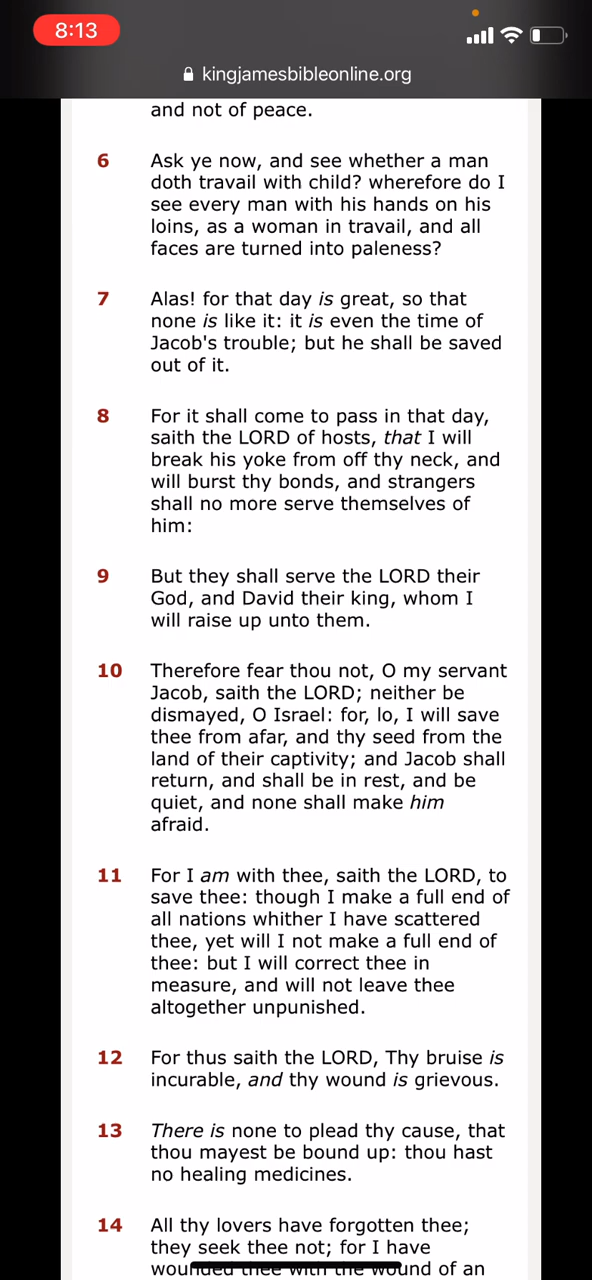 8:13
kingjamesbibleonline.org
and not of peace.
6 Ask ye now, and see whether a man
doth travail with child? wherefore do I
see every man with his hands on his
loins, as a woman in travail, and all
faces are turned into paleness?
7 Alas! for that day is great, so that
none is like it: it is even the time of
Jacob's trouble; but he shall be saved
out of it.
8 For it shall come to pass in that day,
saith the LORD of hosts, that I will
break his yoke from off thy neck, and
will burst thy bonds, and strangers
shall no more serve themselves of
him:
9 But they shall serve the LORD their
God, and David their king, whom I
will raise up unto them.
10 Therefore fear thou not, O my servant
Jacob, saith the LORD; neither be
dismayed, O Israel: for, lo, I will save
thee from afar, and thy seed from the
land of their captivity; and Jacob shall
return, and shall be in rest, and be
quiet, and none shall make him
afraid.
11 For I am with thee, saith the LORD, to
save thee: though I make a full end of
all nations whither I have scattered
thee, yet will I not make a full end of
thee: but I will correct thee in
measure, and will not leave thee
altogether unpunished.
12 For thus saith the LORD, Thy bruise is
incurable, and thy wound is grievous.
13 There is none to plead thy cause, that
thou mayest be bound up: thou hast
no healing medicines.
14 All thy lovers have forgotten thee;
they seek thee not; for I have
wounded thee with the wound of an